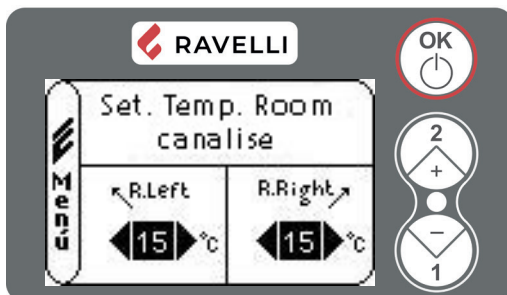 RAVELLI
OK
Set. Temp. Room
canalise
Menú
R.Left
R.Right
15 °c
15 °c
2
+
−
1